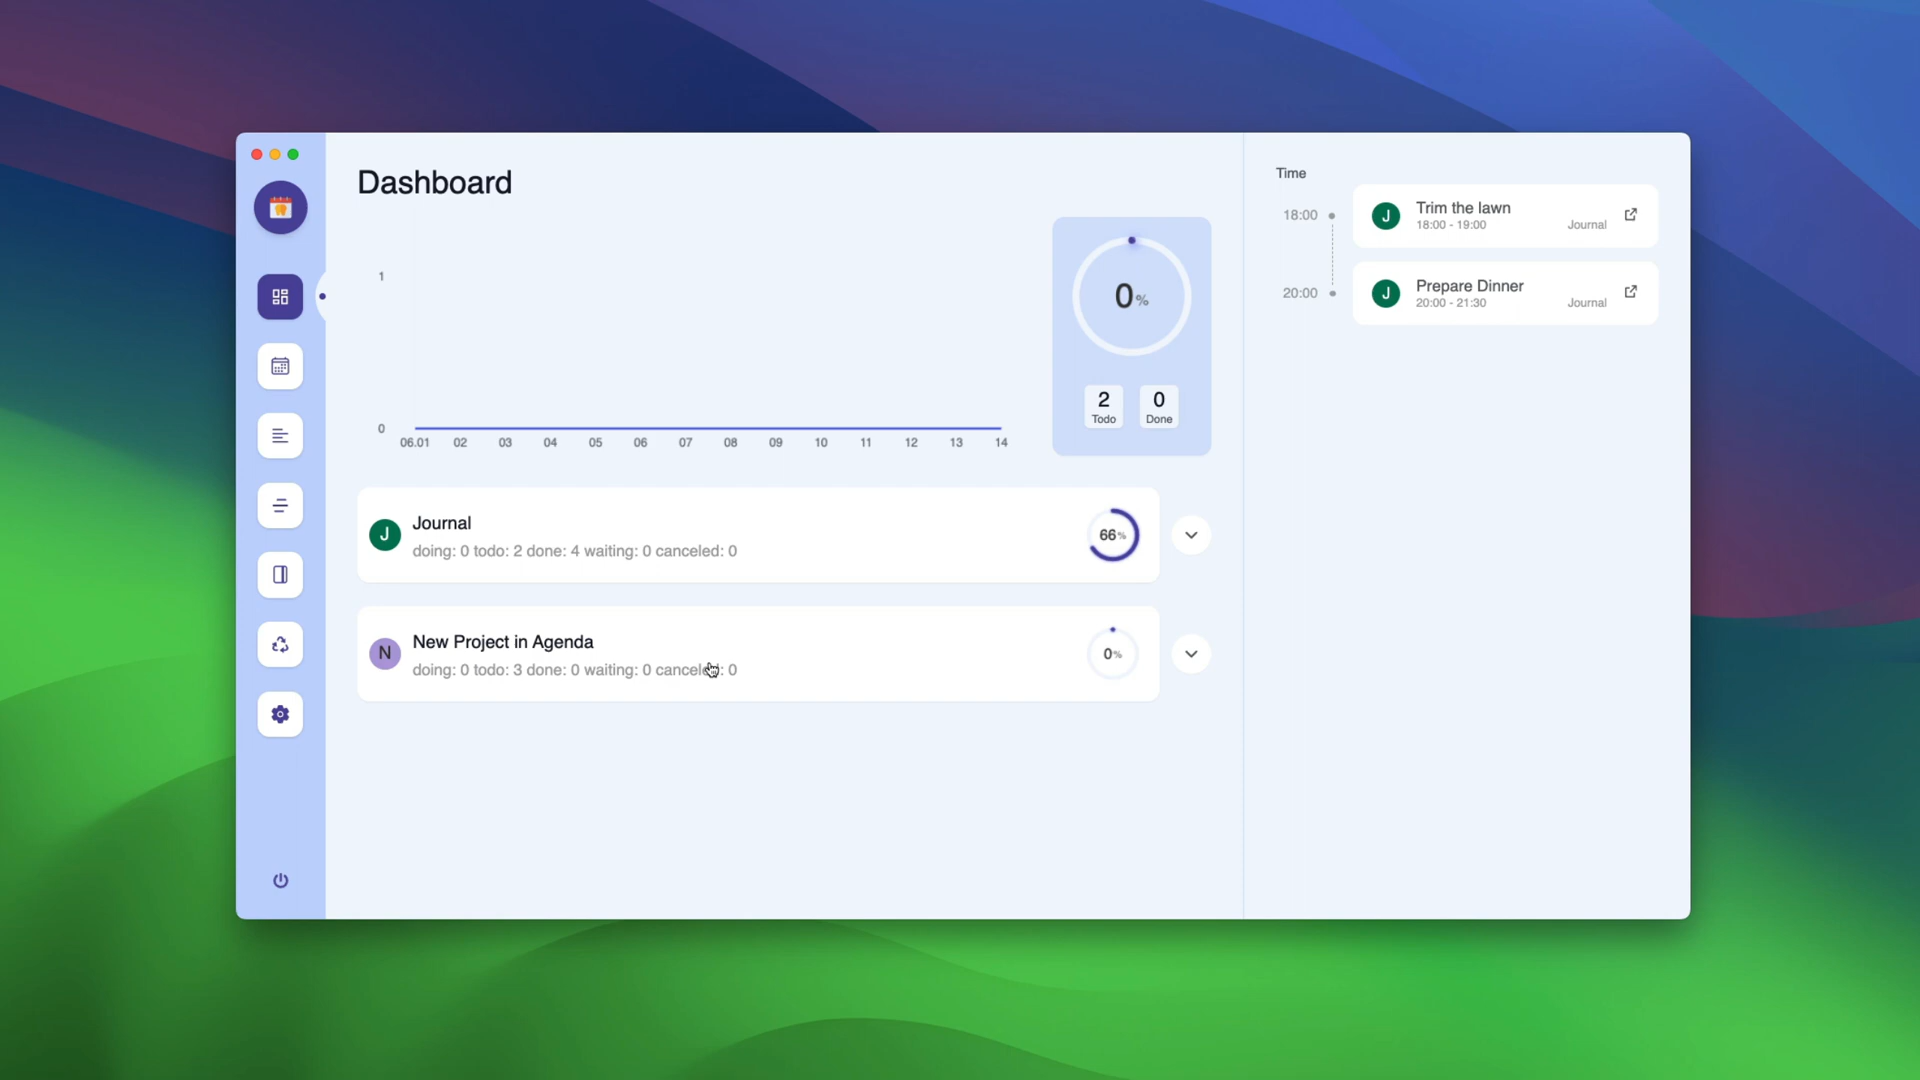 Dashboard
1
0
06.01 02 03 04 05 06 07 08 09 10 11 12 13 14
0%
2
Todo
0
Done
J
Journal
doing: 0 todo: 2 done: 4 waiting: 0 canceled: 0
66%
N
New Project in Agenda
doing: 0 todo: 3 done: 0 waiting: 0 canceled: 0
0%
Time
18:00
J
Trim the lawn
18:00 - 19:00
Journal
20:00
J
Prepare Dinner
20:00 - 21:30
Journal